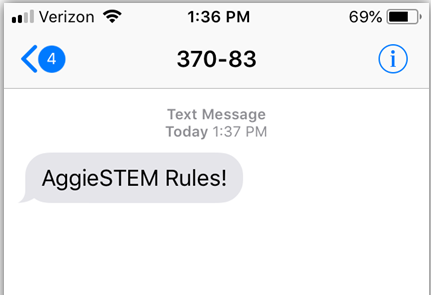 Verizon 1:36 PM 69%
4 370-83 i
Text Message
Today 1:37 PM
AggieSTEM Rules!